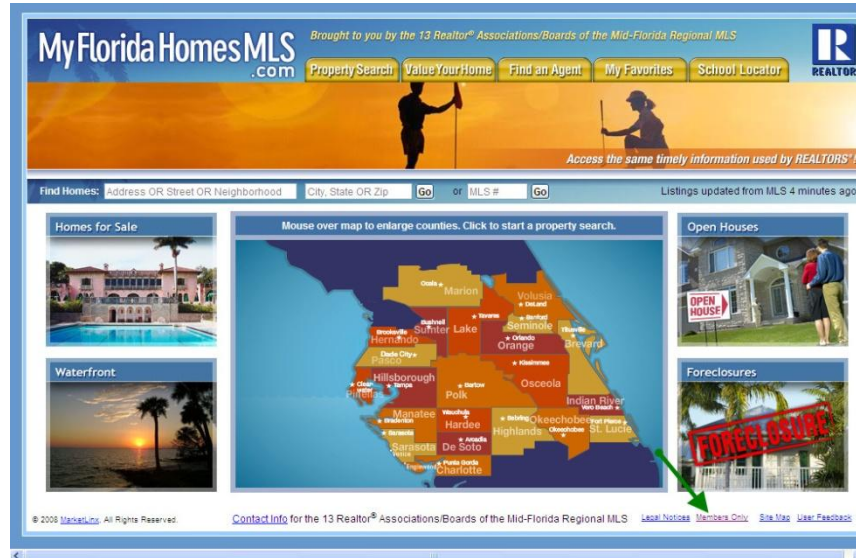 MyFloridaHomesMLS
.com
Brought to you by the 13 Realtor® Associations/Boards of the Mid-Florida Regional MLS
Property Search
Value Your Home
Find an Agent
My Favorites
School Locator
R
REALTOR
Access the same timely information used by REALTORS®!
Find Homes: Address OR Street OR Neighborhood City, State OR Zip Go or MLS # Go Listings updated from MLS 4 minutes ago
Homes for Sale
Mouse over map to enlarge counties. Click to start a property search.
Open Houses
OPEN
HOUSE
Ocala
Marion
Volusia
DeLand
Bushnell
Sumter
Lake
Tavares
Sanford
Seminole
Titusville
Brooksville
Hernando
Orlando
Orange
Brevard
Dade City
Pasco
Kissimmee
Waterfront
Foreclosures
Hillsborough
Tampa
Clear
water
Pinellas
Bartow
Polk
Osceola
Indian River
Vero Beach
Manatee
Bradenton
Wauchula
Hardee
Sebring
Highlands
Okeechobee
Okeechobee
Fort Pierce
St. Lucie
Sarasota
Sarasota
Venice
Arcadia
De Soto
Englewood
Punta Gorda
Charlotte
FORECLOSURE
© 2008 MarketLinx. All Rights Reserved.
Contact Info for the 13 Realtor® Associations/Boards of the Mid-Florida Regional MLS
Legal Notices Members Only Site Map User Feedback